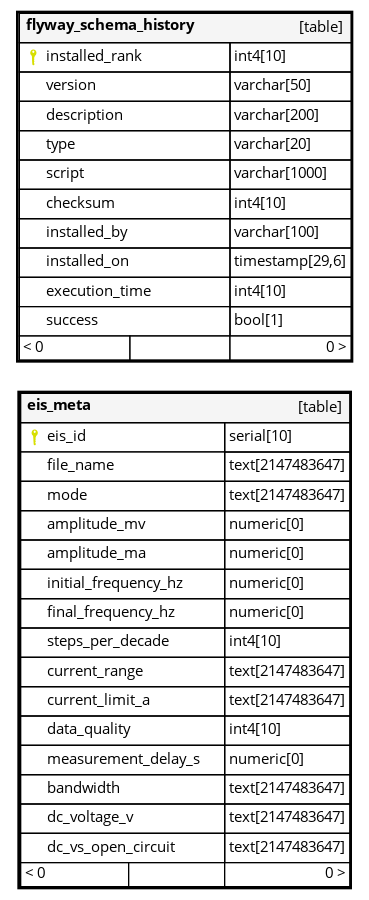 flyway_schema_history [table]
installed_rank int4[10]
version varchar[50]
description varchar[200]
type varchar[20]
script varchar[1000]
checksum int4[10]
installed_by varchar[100]
installed_on timestamp[29,6]
execution_time int4[10]
success bool[1]
< 0 0 >
eis_meta [table]
eis_id serial[10]
file_name text[2147483647]
mode text[2147483647]
amplitude_mv numeric[0]
amplitude_ma numeric[0]
initial_frequency_hz numeric[0]
final_frequency_hz numeric[0]
steps_per_decade int4[10]
current_range text[2147483647]
current_limit_a text[2147483647]
data_quality int4[10]
measurement_delay_s numeric[0]
bandwidth text[2147483647]
dc_voltage_v text[2147483647]
dc_vs_open_circuit text[2147483647]
< 0 0 >